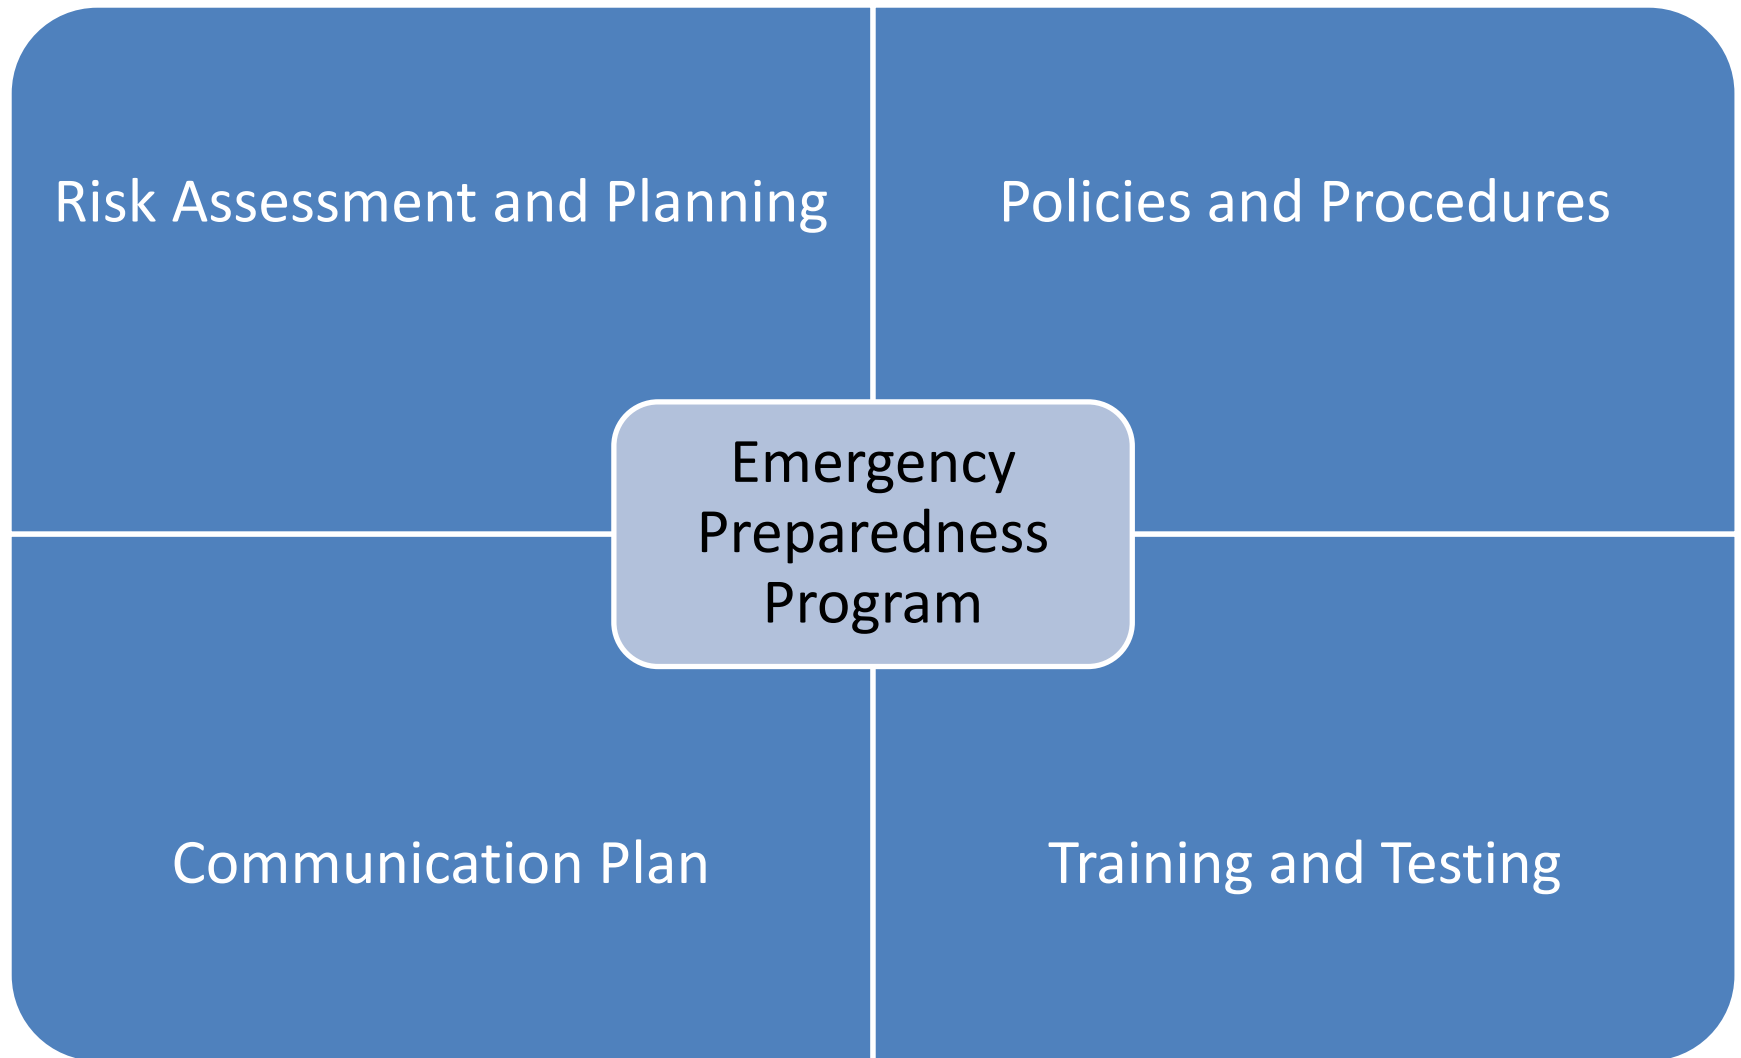 Risk Assessment and Planning
Policies and Procedures
Emergency
Preparedness
Program
Communication Plan
Training and Testing